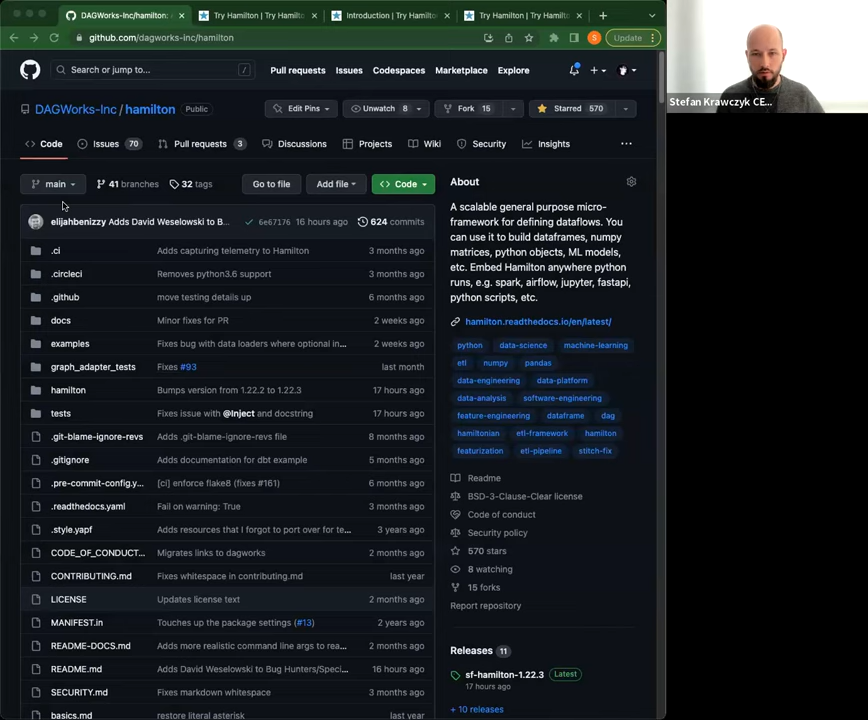 DAGWorks-Inc/hamilton: A scalabl
Try Hamilton | Try Hamilto
Introduction | Try Hamilton
Try Hamilton | Try Hamilto
github.com/dagworks-inc/hamilton
S
Update
Search or jump to...
/
Pull requests
Issues
Codespaces
Marketplace
Explore
Stefan Krawczyk CE...
DAGWorks-Inc / hamilton
Public
Edit Pins
Unwatch 8
Fork 15
Starred 570
Code
Issues 70
Pull requests 3
Discussions
Projects
Wiki
Security
Insights
main
41 branches
32 tags
Go to file
Add file
Code
elijahbenizzy Adds David Weselowski to B...
6e67176 16 hours ago
624 commits
.ci Adds capturing telemetry to Hamilton 3 months ago
.circleci Removes python3.6 support 3 months ago
.github move testing details up 6 months ago
docs Minor fixes for PR 2 weeks ago
examples Fixes bug with data loaders where optional in... 2 weeks ago
graph_adapter_tests Fixes #93 last month
hamilton Bumps version from 1.22.2 to 1.22.3 17 hours ago
tests Fixes issue with @Inject and docstring 17 hours ago
.git-blame-ignore-revs Adds .git-blame-ignore-revs file 8 months ago
.gitignore Adds documentation for dbt example 5 months ago
.pre-commit-config.y... [ci] enforce flake8 (fixes #161) 6 months ago
.readthedocs.yaml Fail on warning: True 3 months ago
.style.yapf Adds resources that I forgot to port over for te... 3 years ago
CODE_OF_CONDUCT... Migrates links to dagworks 2 months ago
CONTRIBUTING.md Fixes whitespace in contributing.md last year
LICENSE Updates license text 2 months ago
MANIFEST.in Touches up the package settings (#13) 2 years ago
README-DOCS.md Adds more realistic command line args to rea... 2 months ago
README.md Adds David Weselowski to Bug Hunters/Speci... 16 hours ago
SECURITY.md Fixes markdown whitespace 3 months ago
basics.md restore literal asterisk 2 months ago
About
A scalable general purpose micro-
framework for defining dataflows. You
can use it to build dataframes, numpy
matrices, python objects, ML models,
etc. Embed Hamilton anywhere python
runs, e.g. spark, airflow, jupyter, fastapi,
python scripts, etc.
hamilton.readthedocs.io/en/latest/
python data-science machine-learning
etl numpy pandas
data-engineering data-platform
data-analysis software-engineering
feature-engineering dataframe dag
hamiltonian etl-framework hamilton
featurization etl-pipeline stitch-fix
Readme
BSD-3-Clause-Clear license
Code of conduct
Security policy
570 stars
8 watching
15 forks
Report repository
Releases 11
sf-hamilton-1.22.3 Latest
17 hours ago
+ 10 releases